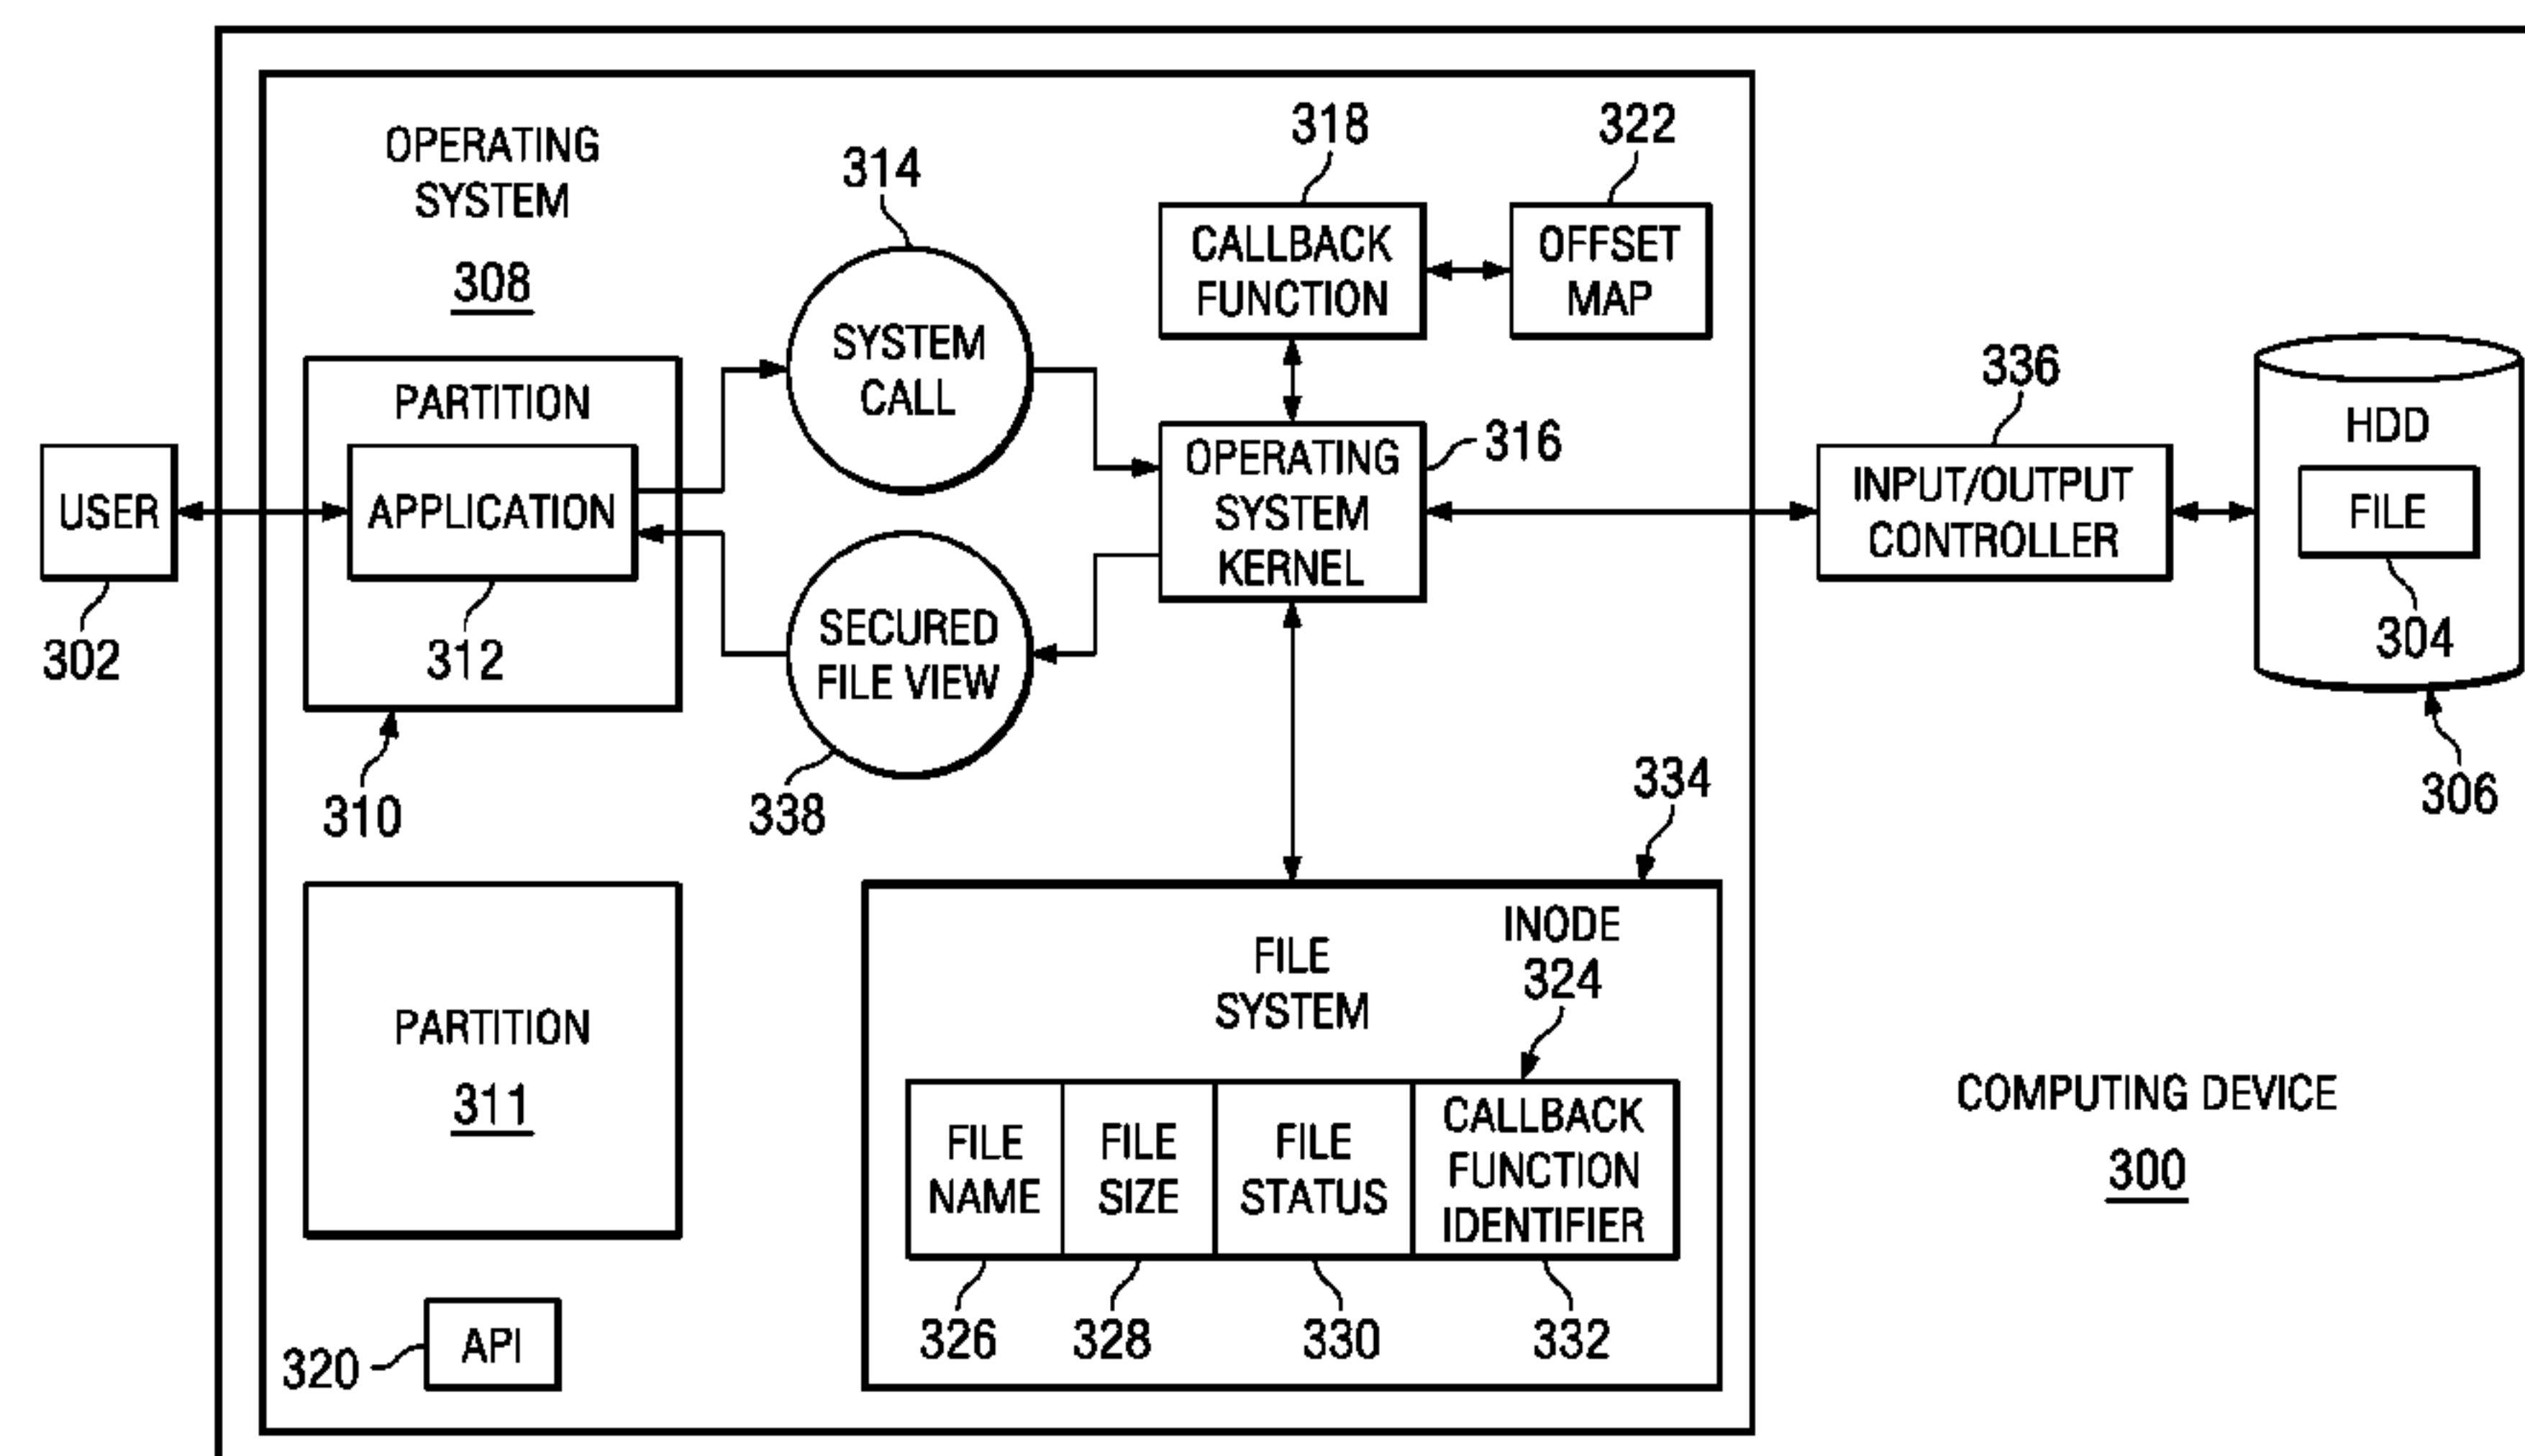 OPERATING
SYSTEM
308
314
318
322
CALLBACK
FUNCTION
OFFSET
MAP
SYSTEM
CALL
PARTITION
APPLICATION
312
310
USER
302
OPERATING
SYSTEM
KERNEL
316
336
INPUT/OUTPUT
CONTROLLER
HDD
FILE
304
306
SECURED
FILE VIEW
338
334
PARTITION
311
FILE
SYSTEM
INODE
324
FILE
NAME
FILE
SIZE
FILE
STATUS
CALLBACK
FUNCTION
IDENTIFIER
326
328
330
332
320
API
COMPUTING DEVICE
300